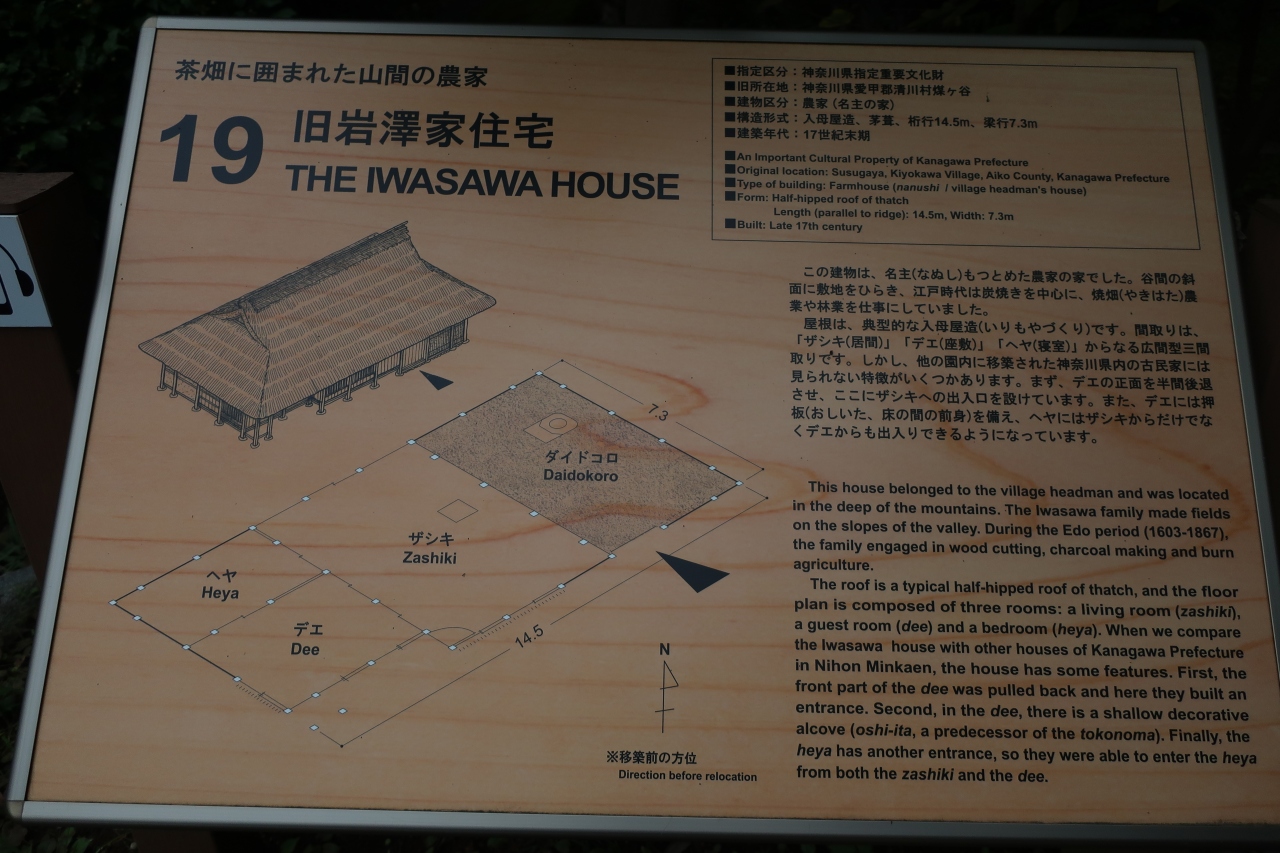 茶畑に囲まれた山間の農家
19
旧岩澤家住宅
THE IWASAWA HOUSE
■指定区分：神奈川県指定重要文化財
■旧所在地：神奈川県愛甲郡清川村煤ヶ谷
■建物区分：農家（名主の家）
■構造形式：入母屋造、茅葺、桁行14.5m、梁行7.3m
■建築年代：17世紀末期
■An Important Cultural Property of Kanagawa Prefecture
■Original location: Susugaya, Kiyokawa Village, Aiko County, Kanagawa Prefecture
■Type of building: Farmhouse (nanushi / village headman's house)
■Form: Half-hipped roof of thatch
Length (parallel to ridge): 14.5m, Width: 7.3m
■Built: Late 17th century
この建物は、名主(なぬし)もつとめた農家の家でした。谷間の斜
面に敷地をひらき、江戸時代は炭焼きを中心に、焼畑(やきはた)農
業や林業を仕事にしていました。
屋根は、典型的な入母屋造(いりもやづくり)です。間取りは、
「ザシキ(居間)」「デエ(座敷)」「ヘヤ(寝室)」からなる広間型三間
取りです。しかし、他の園内に移築された神奈川県内の古民家には
見られない特徴がいくつかあります。まず、デエの正面を半間後退
させ、ここにザシキへの出入口を設けています。また、デエには押
板(おしいた、床の間の前身)を備え、ヘヤにはザシキからだけでな
くデエからも出入りできるようになっています。
This house belonged to the village headman and was located
in the deep of the mountains. The Iwasawa family made fields
on the slopes of the valley. During the Edo period (1603-1867),
the family engaged in wood cutting, charcoal making and burn
agriculture.
The roof is a typical half-hipped roof of thatch, and the floor
plan is composed of three rooms: a living room (zashiki),
a guest room (dee) and a bedroom (heya). When we compare
the Iwasawa house with other houses of Kanagawa Prefecture
in Nihon Minkaen, the house has some features. First, the
front part of the dee was pulled back and here they built an
entrance. Second, in the dee, there is a shallow decorative
alcove (oshi-ita, a predecessor of the tokonoma). Finally, the
heya has another entrance, so they were able to enter the heya
from both the zashiki and the dee.
7.3
ダイドコロ
Daidokoro
ザシキ
Zashiki
ヘヤ
Heya
デエ
Dee
14.5
N
※移築前の方位
Direction before relocation